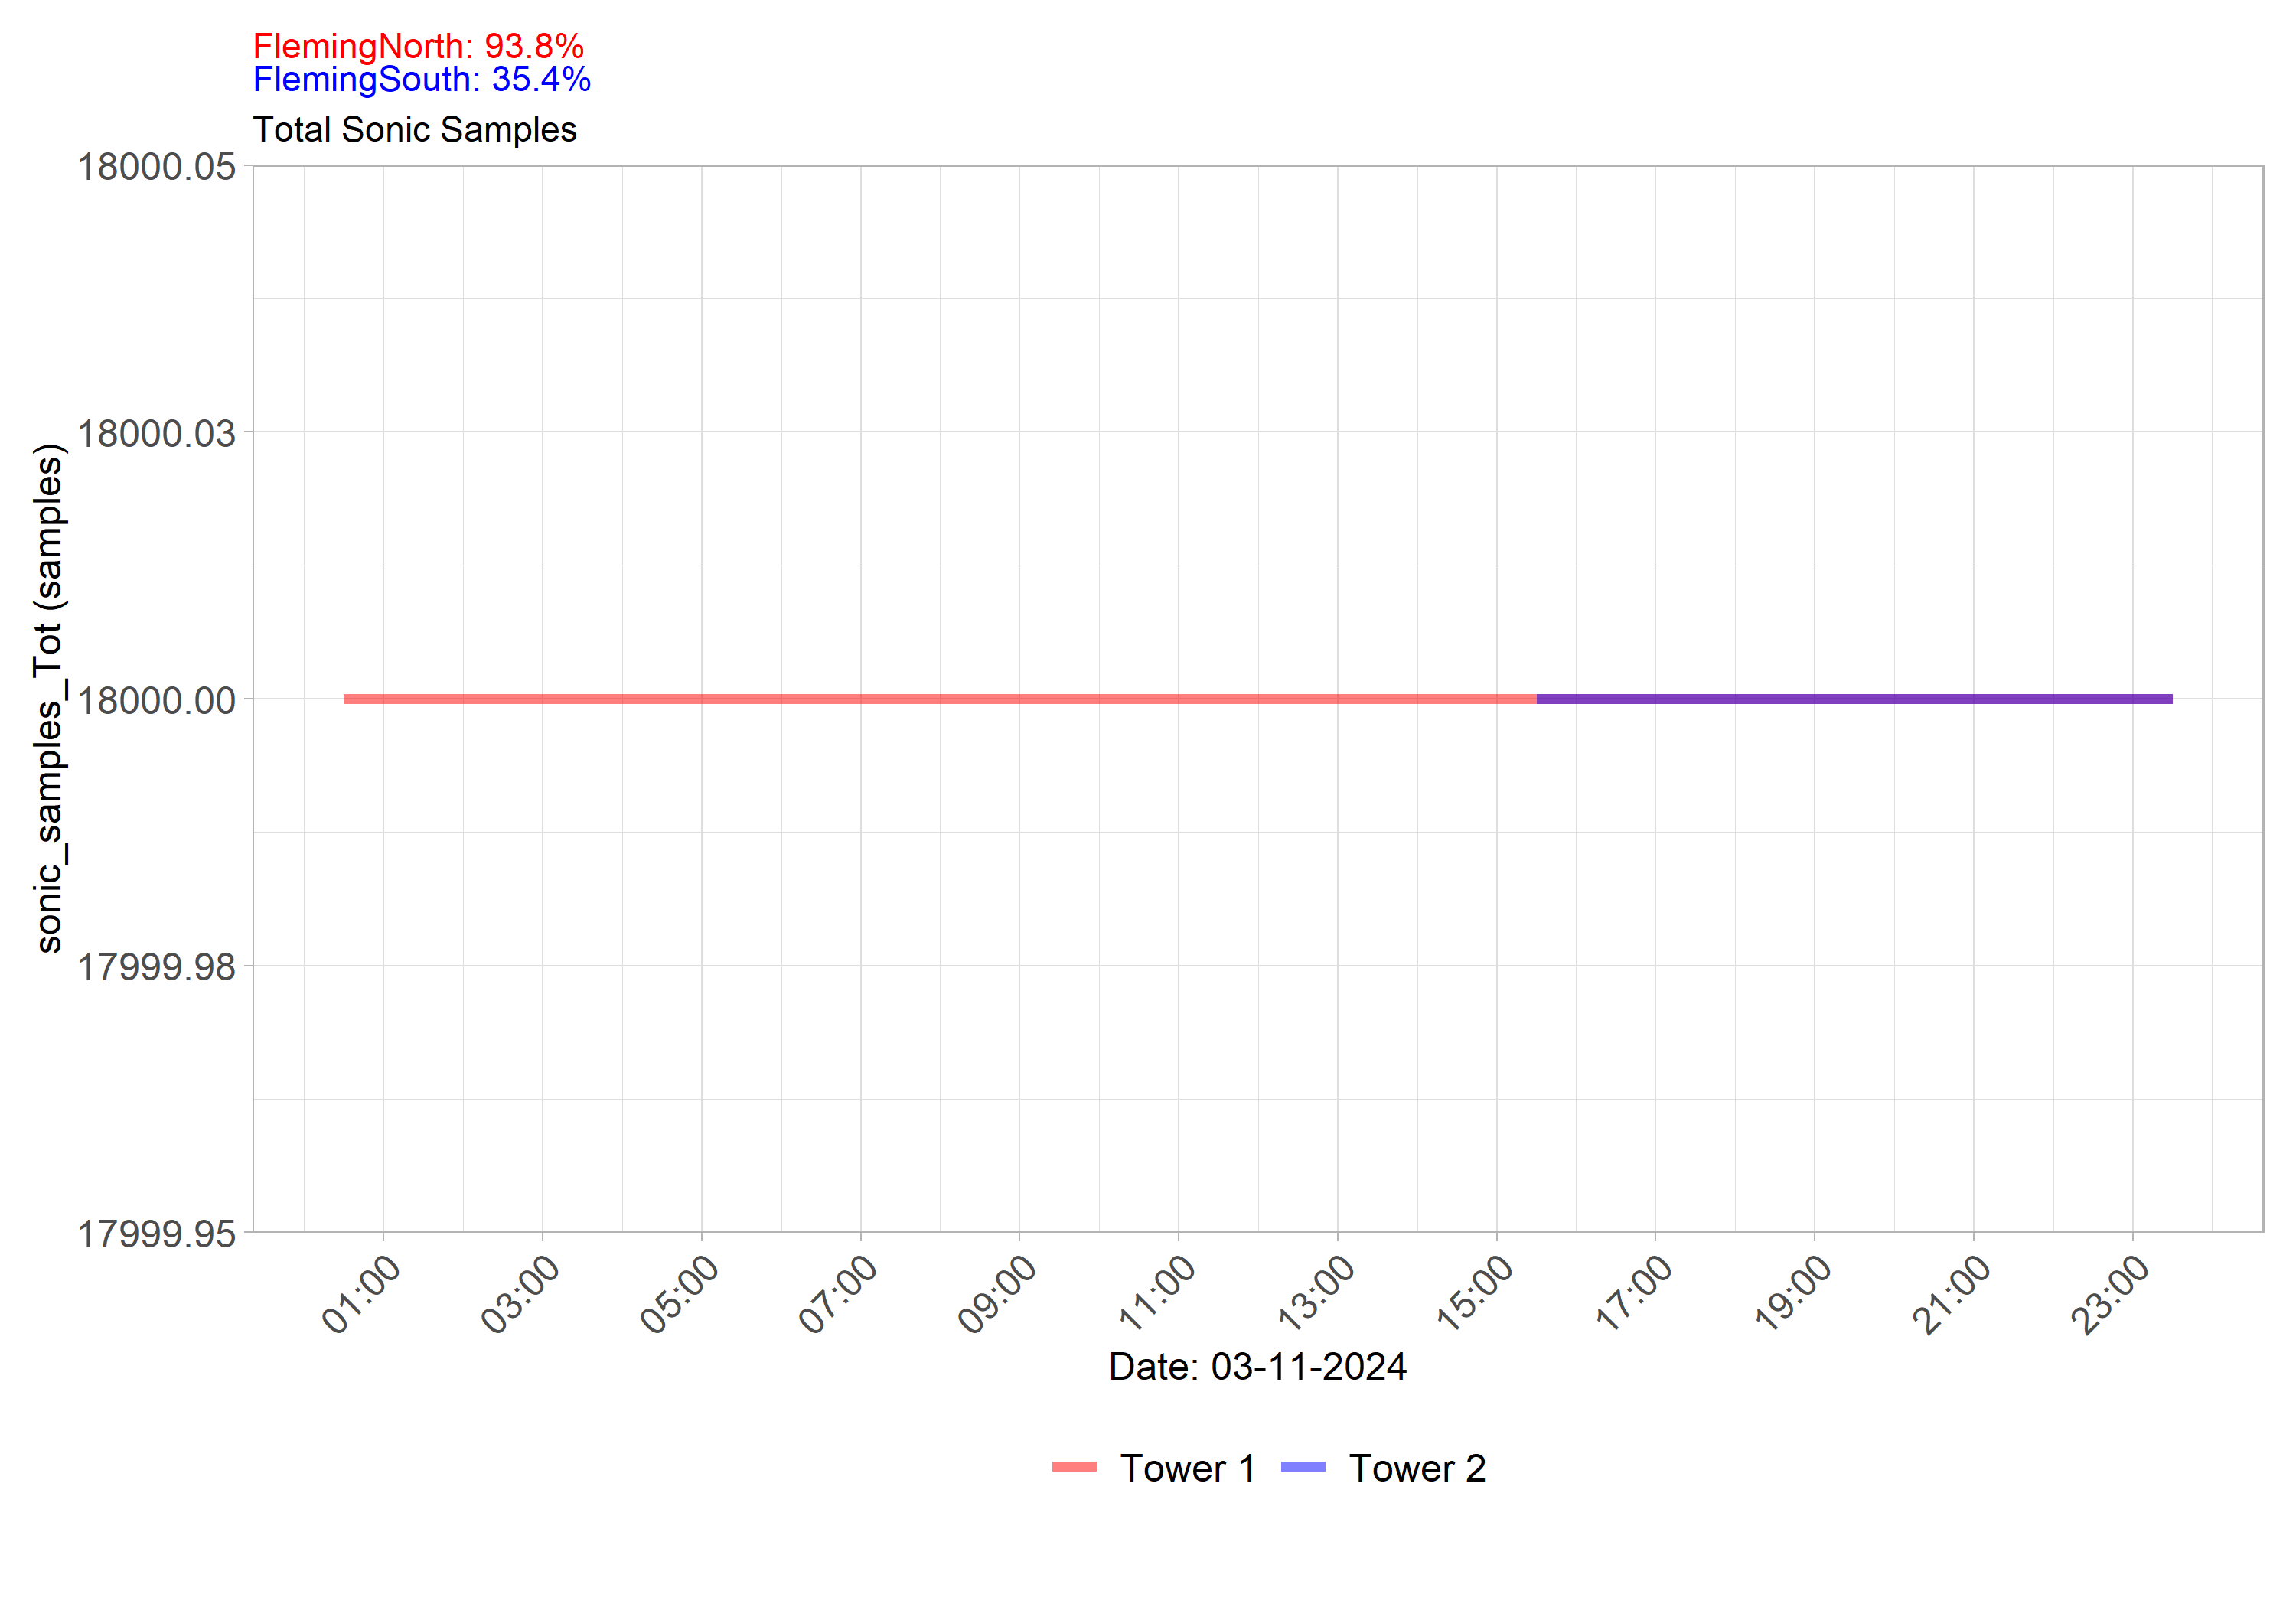 FlemingNorth: 93.8%
FlemingSouth: 35.4%
Total Sonic Samples
18000.05
18000.03
18000.00
17999.98
17999.95
sonic_samples_Tot (samples)
01:00
03:00
05:00
07:00
09:00
11:00
13:00
15:00
17:00
19:00
21:00
23:00
Date: 03-11-2024
Tower 1
Tower 2